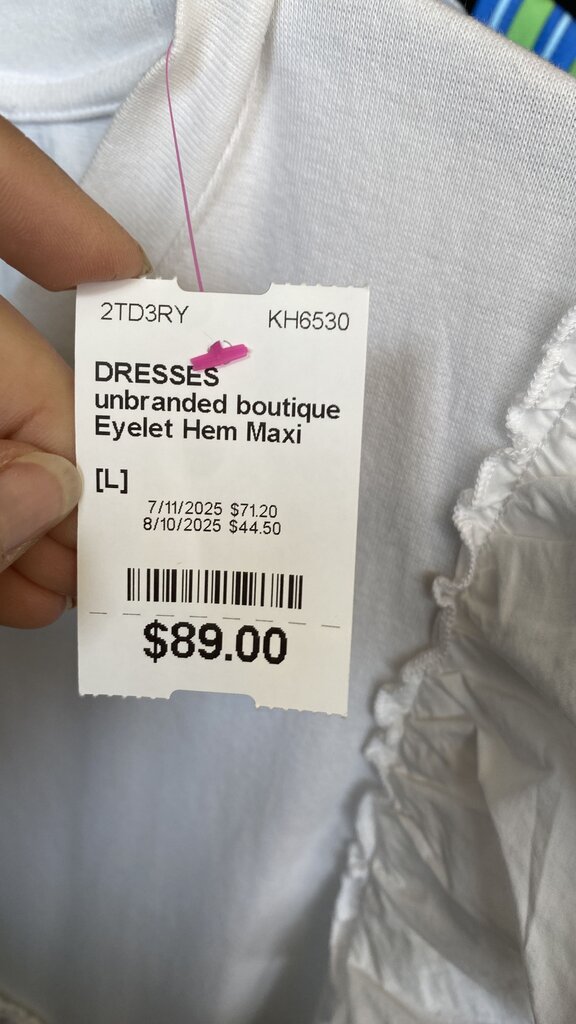 2TD3RY KH6530
DRESSES
unbranded boutique
Eyelet Hem Maxi
[L]
7/11/2025 $71.20
8/10/2025 $44.50
$89.00